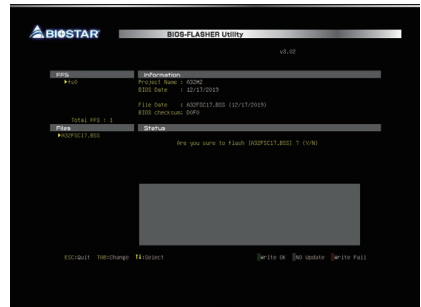 BIOSTAR
BIOS-FLASHER Utility
v3.02
FFS
Information
fs0
Project Name : A32M2
BIOS Date : 12/17/2019
File Date : A32FSC17.BSS (12/17/2019)
BIOS checksum: D0F0
Total FFS : 1
Files
Status
A32FSC17.BSS
Are you sure to flash [A32FSC17.BSS] ? (Y/N)
ESC:Quit TAB:Change ↑↓:Select
Write OK
NO Update
Write Fail